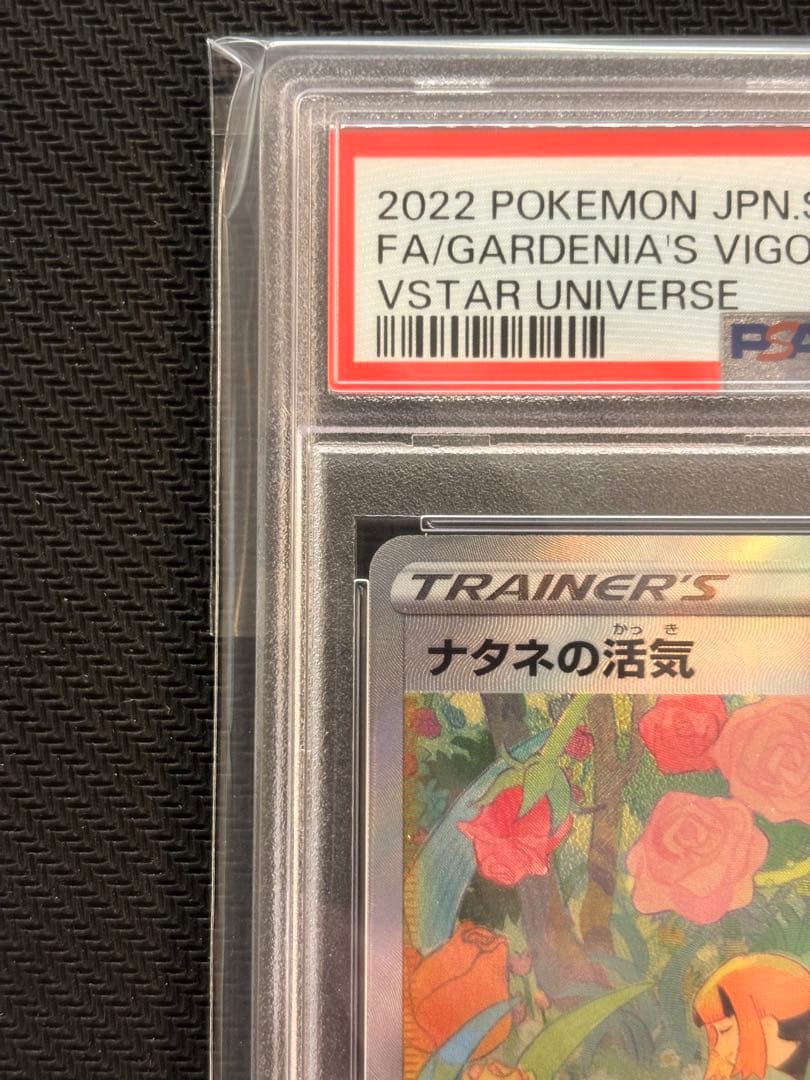 2022 POKEMON JPN.S
FA/GARDENIA'S VIGO
VSTAR UNIVERSE
PSA
TRAINER'S
かっき
ナタネの活気